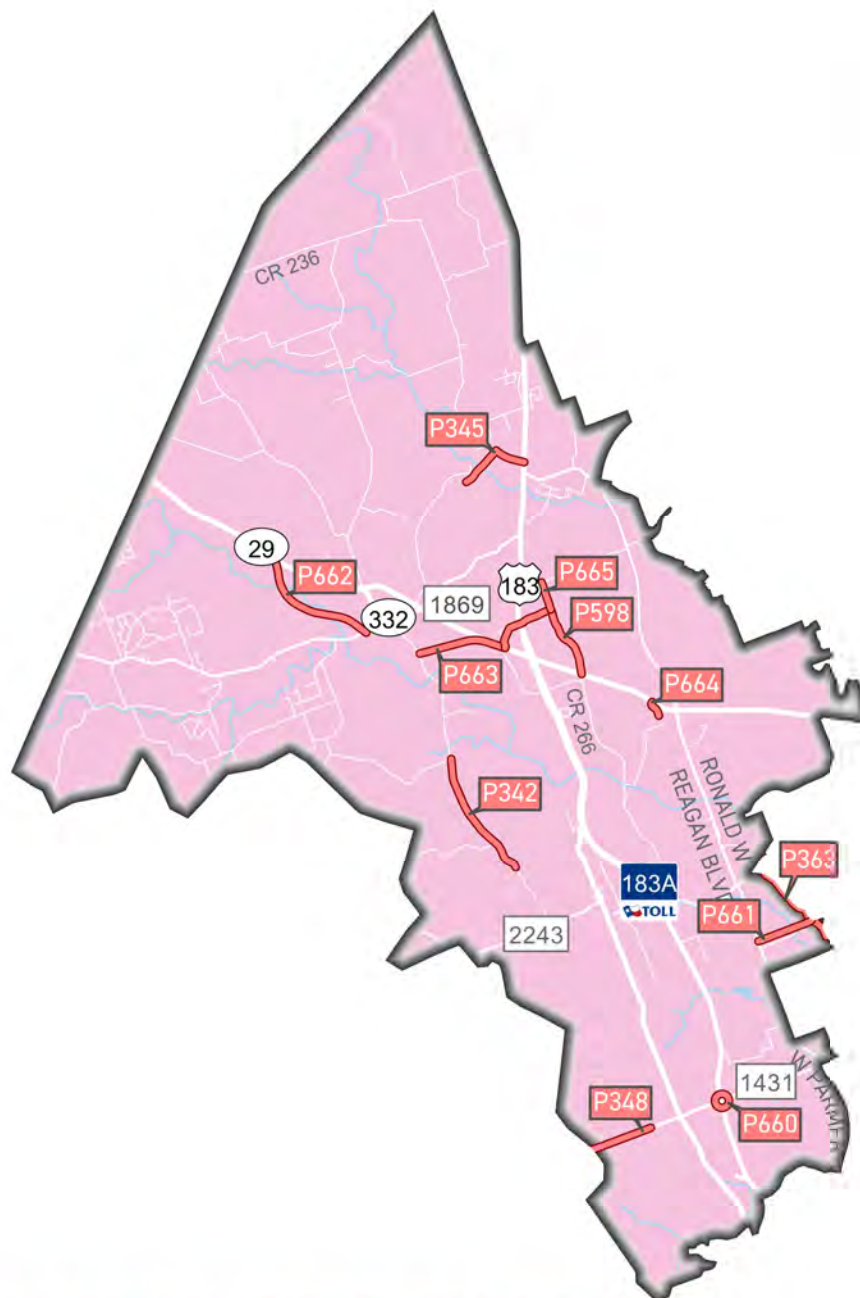 CR 236
P345
29
P662
183
P665
332
1869
P598
P663
P664
CR 266
RONALD W
REAGAN BLVD
P342
P363
183A
TOLL
P661
2243
1431
W PARMER
P348
P660